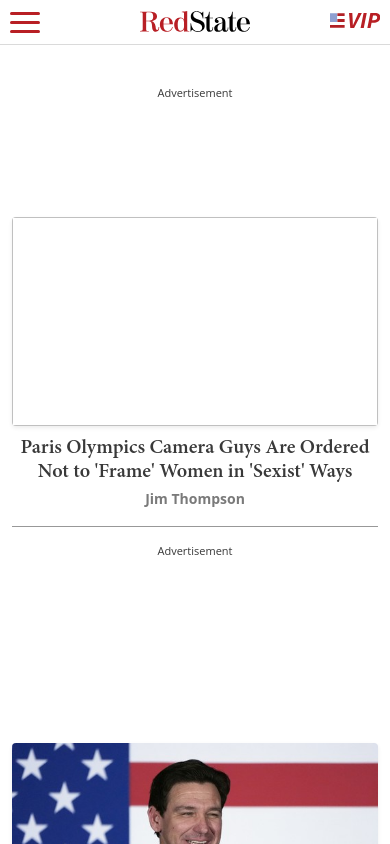 RedState
VIP
Advertisement
Paris Olympics Camera Guys Are Ordered
Not to 'Frame' Women in 'Sexist' Ways
Jim Thompson
Advertisement